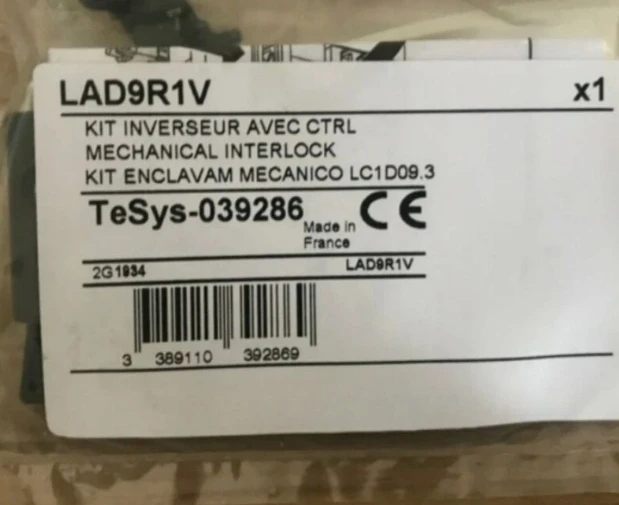 LAD9R1V x1
KIT INVERSEUR AVEC CTRL
MECHANICAL INTERLOCK
KIT ENCLAVAM MECANICO LC1D09.3
TeSys-039286 Made in CE
France
2G1934 LAD9R1V
3 389110 392869